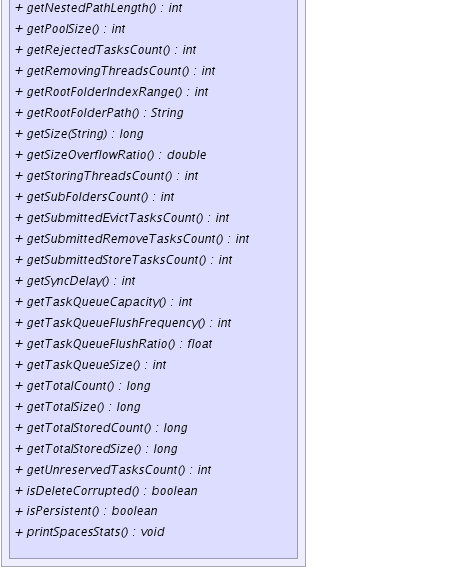 + getNestedPathLength() : int
+ getPoolSize() : int
+ getRejectedTasksCount() : int
+ getRemovingThreadsCount() : int
+ getRootFolderIndexRange() : int
+ getRootFolderPath() : String
+ getSize(String) : long
+ getSizeOverflowRatio() : double
+ getStoringThreadsCount() : int
+ getSubFoldersCount() : int
+ getSubmittedEvictTasksCount() : int
+ getSubmittedRemoveTasksCount() : int
+ getSubmittedStoreTasksCount() : int
+ getSyncDelay() : int
+ getTaskQueueCapacity() : int
+ getTaskQueueFlushFrequency() : int
+ getTaskQueueFlushRatio() : float
+ getTaskQueueSize() : int
+ getTotalCount() : long
+ getTotalSize() : long
+ getTotalStoredCount() : long
+ getTotalStoredSize() : long
+ getUnreservedTasksCount() : int
+ isDeleteCorrupted() : boolean
+ isPersistent() : boolean
+ printSpacesStats() : void